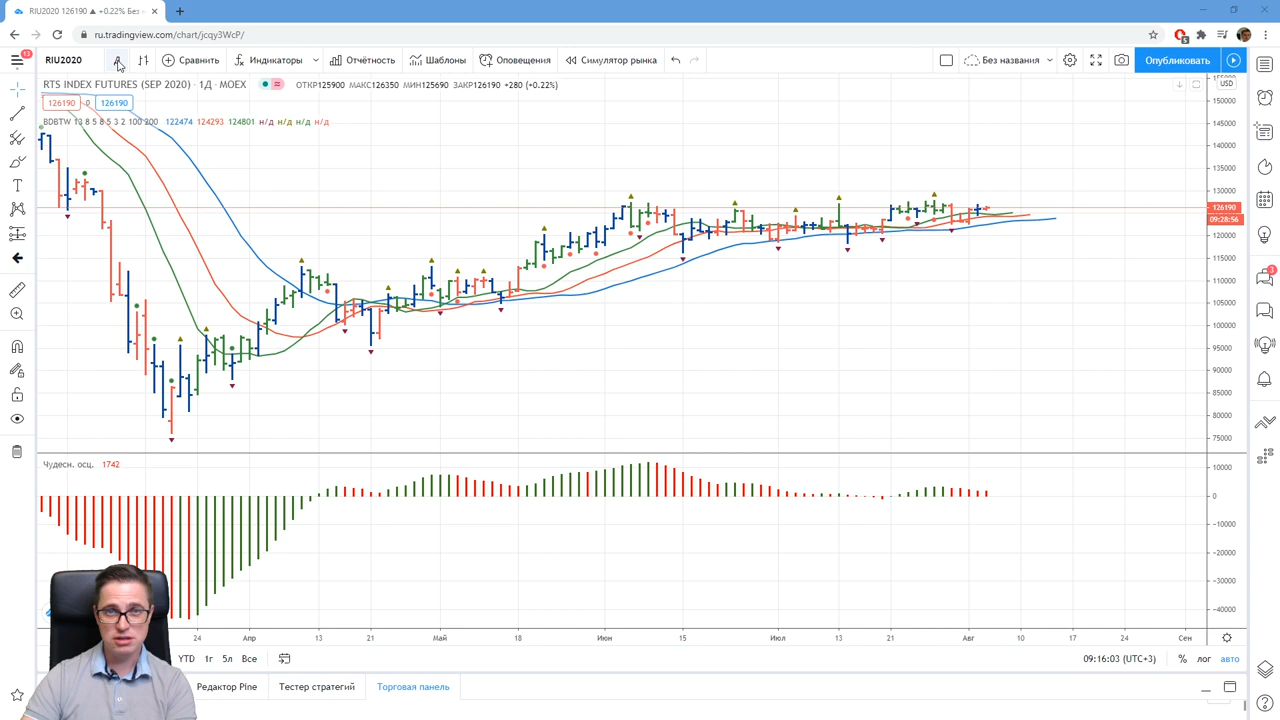 RIU2020 126190 ▲ +0.22% Без н
ru.tradingview.com/chart/jcqy3WcP/
13
RIU2020
Д
Сравнить
Индикаторы
Отчётность
Шаблоны
Оповещения
Симулятор рынка
Без названия
Опубликовать
RTS INDEX FUTURES (SEP 2020) · 1Д · MOEX
ОТКР125900 МАКС126350 МИН125690 ЗАКР126190 +280 (+0.22%)
126190 0 126190
BDBTW 13 8 5 8 5 3 2 100 200 122474 124293 124801 н/д н/д н/д н/д
USD
150000
145000
140000
135000
130000
126190
09:28:56
120000
115000
110000
105000
100000
95000
90000
85000
80000
75000
3
Чудесн. осц. 1742
10000
0
−10000
−20000
−30000
−40000
24 Апр 13 21 Май 18 Июн 15 Июл 13 21 Авг 10 17 24 Сен
YTD 1г 5л Все
09:16:03 (UTC+3) % лог авто
Редактор Pine Тестер стратегий Торговая панель